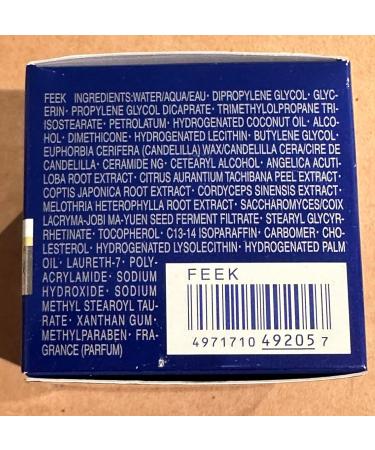 FEEK INGREDIENTS:WATER/AQUA/EAU • DIPROPYLENE GLYCOL • GLYC-
ERIN • PROPYLENE GLYCOL DICAPRATE • TRIMETHYLOLPROPANE TRI-
ISOSTEARATE • PETROLATUM • HYDROGENATED COCONUT OIL • ALCO-
HOL • DIMETHICONE • HYDROGENATED LECITHIN • BUTYLENE GLYCOL •
EUPHORBIA CERIFERA (CANDELILLA) WAX/CANDELILLA CERA/CIRE DE
CANDELILLA • CERAMIDE NG • CETEARYL ALCOHOL • ANGELICA ACUTI-
LOBA ROOT EXTRACT • CITRUS AURANTIUM TACHIBANA PEEL EXTRACT •
COPTIS JAPONICA ROOT EXTRACT • CORDYCEPS SINENSIS EXTRACT •
MELOTHRIA HETEROPHYLLA ROOT EXTRACT • SACCHAROMYCES/COIX
LACRYMA-JOBI MA-YUEN SEED FERMENT FILTRATE • STEARYL GLYCYR-
RHETINATE • TOCOPHEROL • C13-14 ISOPARAFFIN • CARBOMER • CHO-
LESTEROL • HYDROGENATED LYSOLECITHIN • HYDROGENATED PALM
OIL • LAURETH-7 • POLY-
ACRYLAMIDE • SODIUM
HYDROXIDE • SODIUM
METHYL STEAROYL TAU-
RATE • XANTHAN GUM •
METHYLPARABEN • FRA-
GRANCE (PARFUM)
FEEK
4971710 49205 7